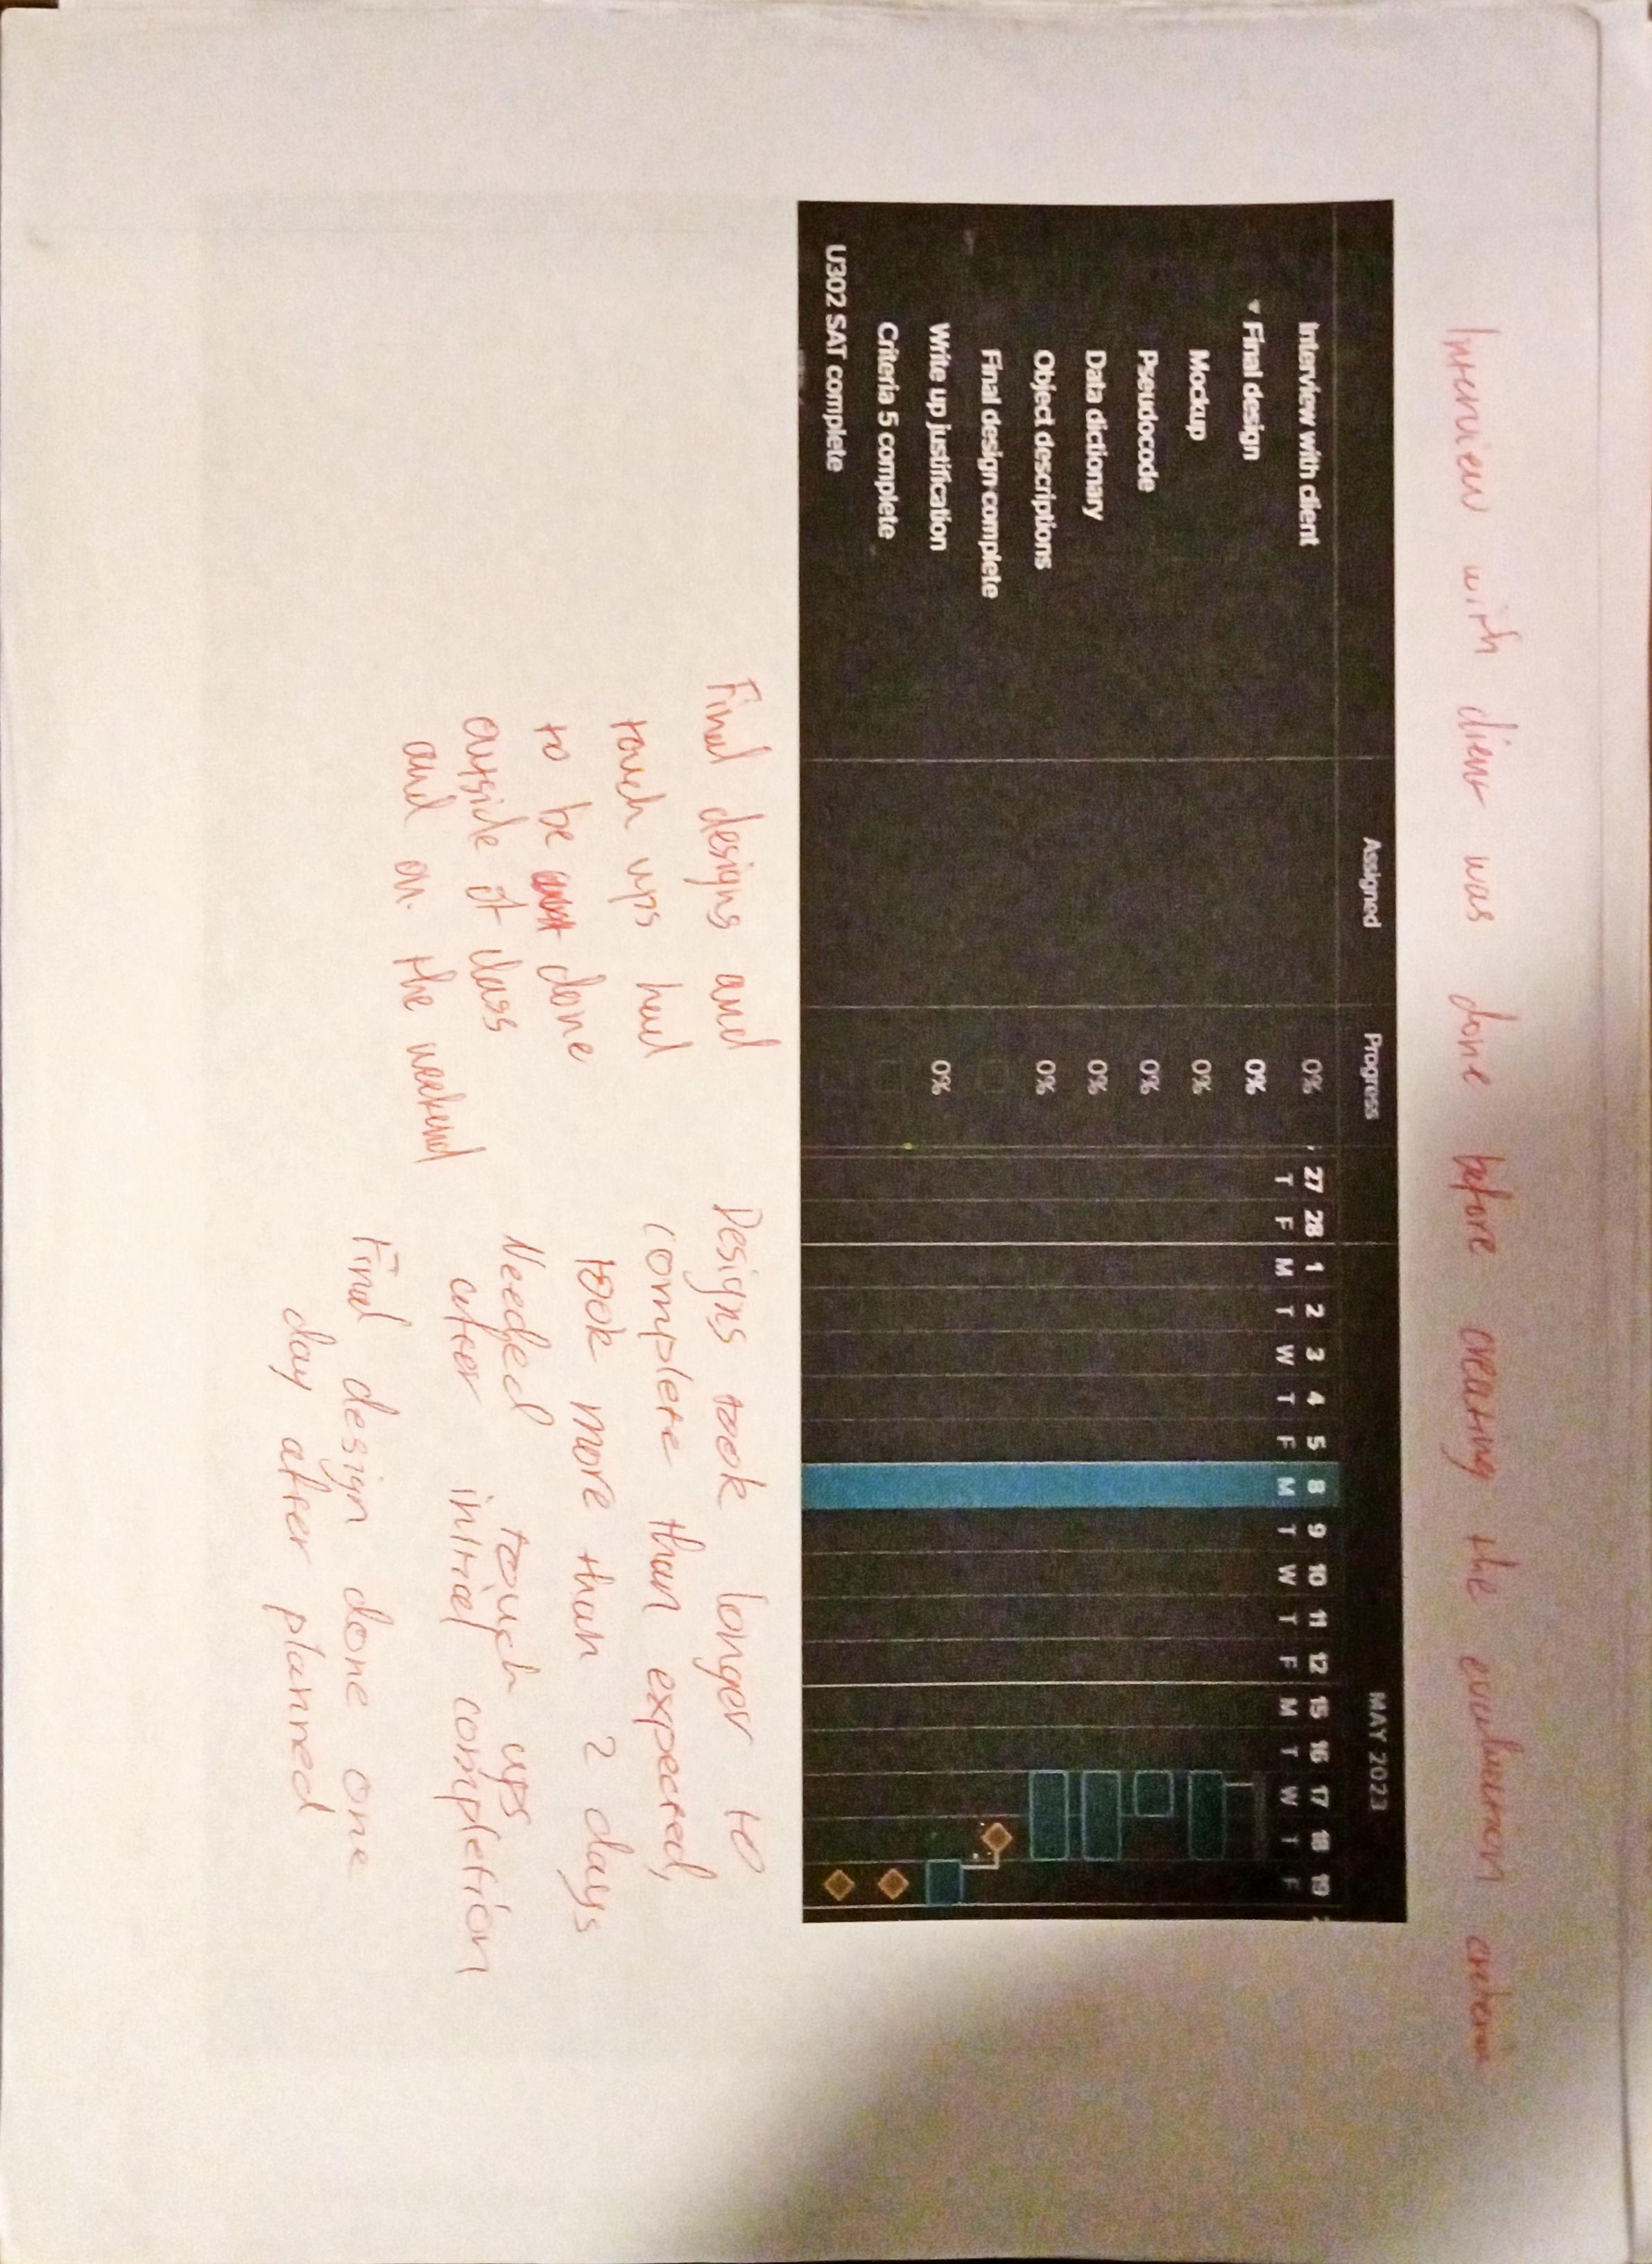 Interview with client was done before creating the evaluation criteria
Assigned Progress MAY 2023
27 28 1 2 3 4 5 8 9 10 11 12 15 16 17 18 19
Interview with client 0% T F M T W T F M T W T F M T W T F
Final design 0%
Mockup 0%
Pseudocode 0%
Data dictionary 0%
Object descriptions 0%
Final design complete
Write up justification 0%
Criteria 5 complete
U302 SAT complete
Final designs and
touch ups had
to be done
outside of class
and on the weekend
Designs took longer to
complete than expected,
took more than 2 days
Needed touch ups
after initial completion
Final design done one
day after planned